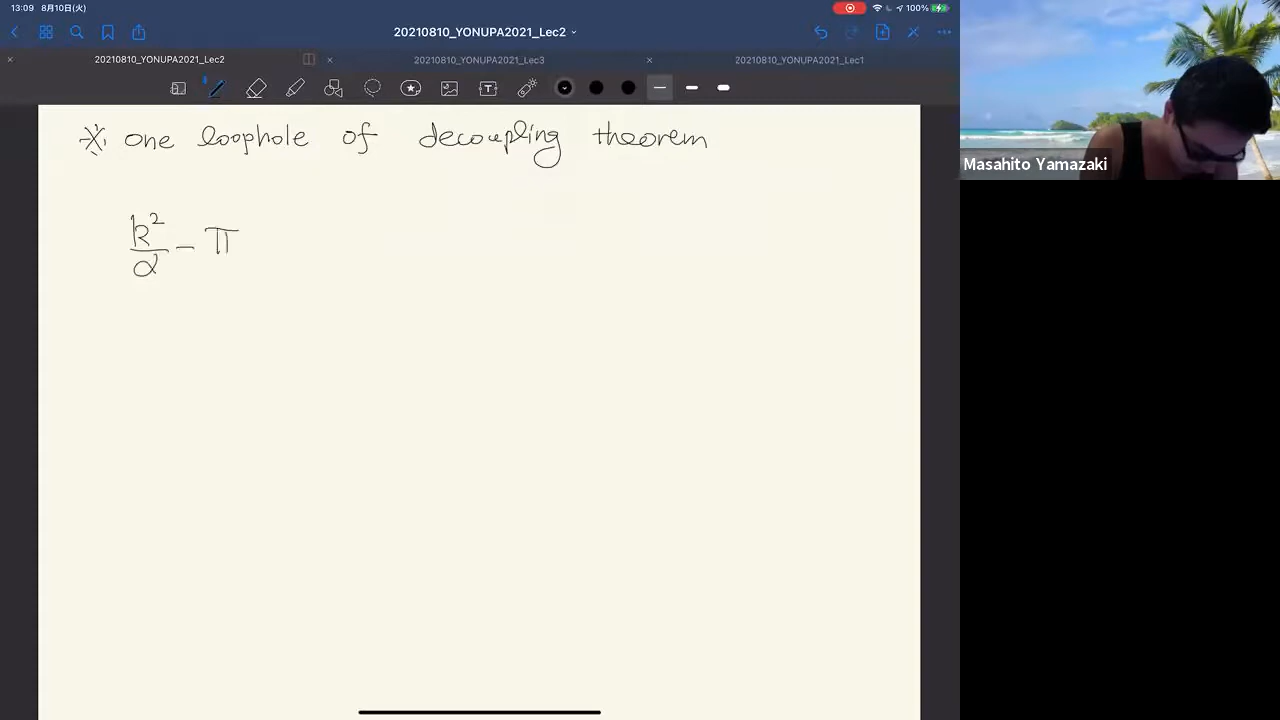 13:09 8月10日(火)
100%
20210810_YONUPA2021_Lec2
20210810_YONUPA2021_Lec2
20210810_YONUPA2021_Lec3
20210810_YONUPA2021_Lec1
※ one loophole of decoupling theorem
k²/α - Π
Masahito Yamazaki